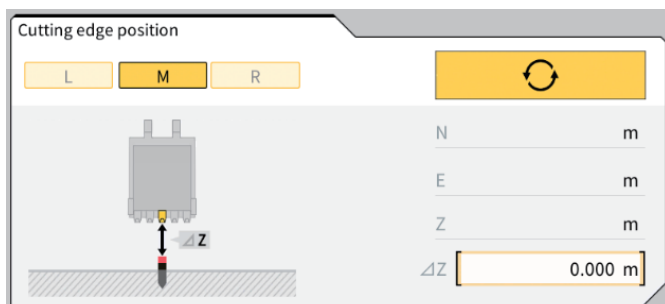 Cutting edge position
L M R
N m
E m
Z m
⊿Z
⊿Z 0.000 m